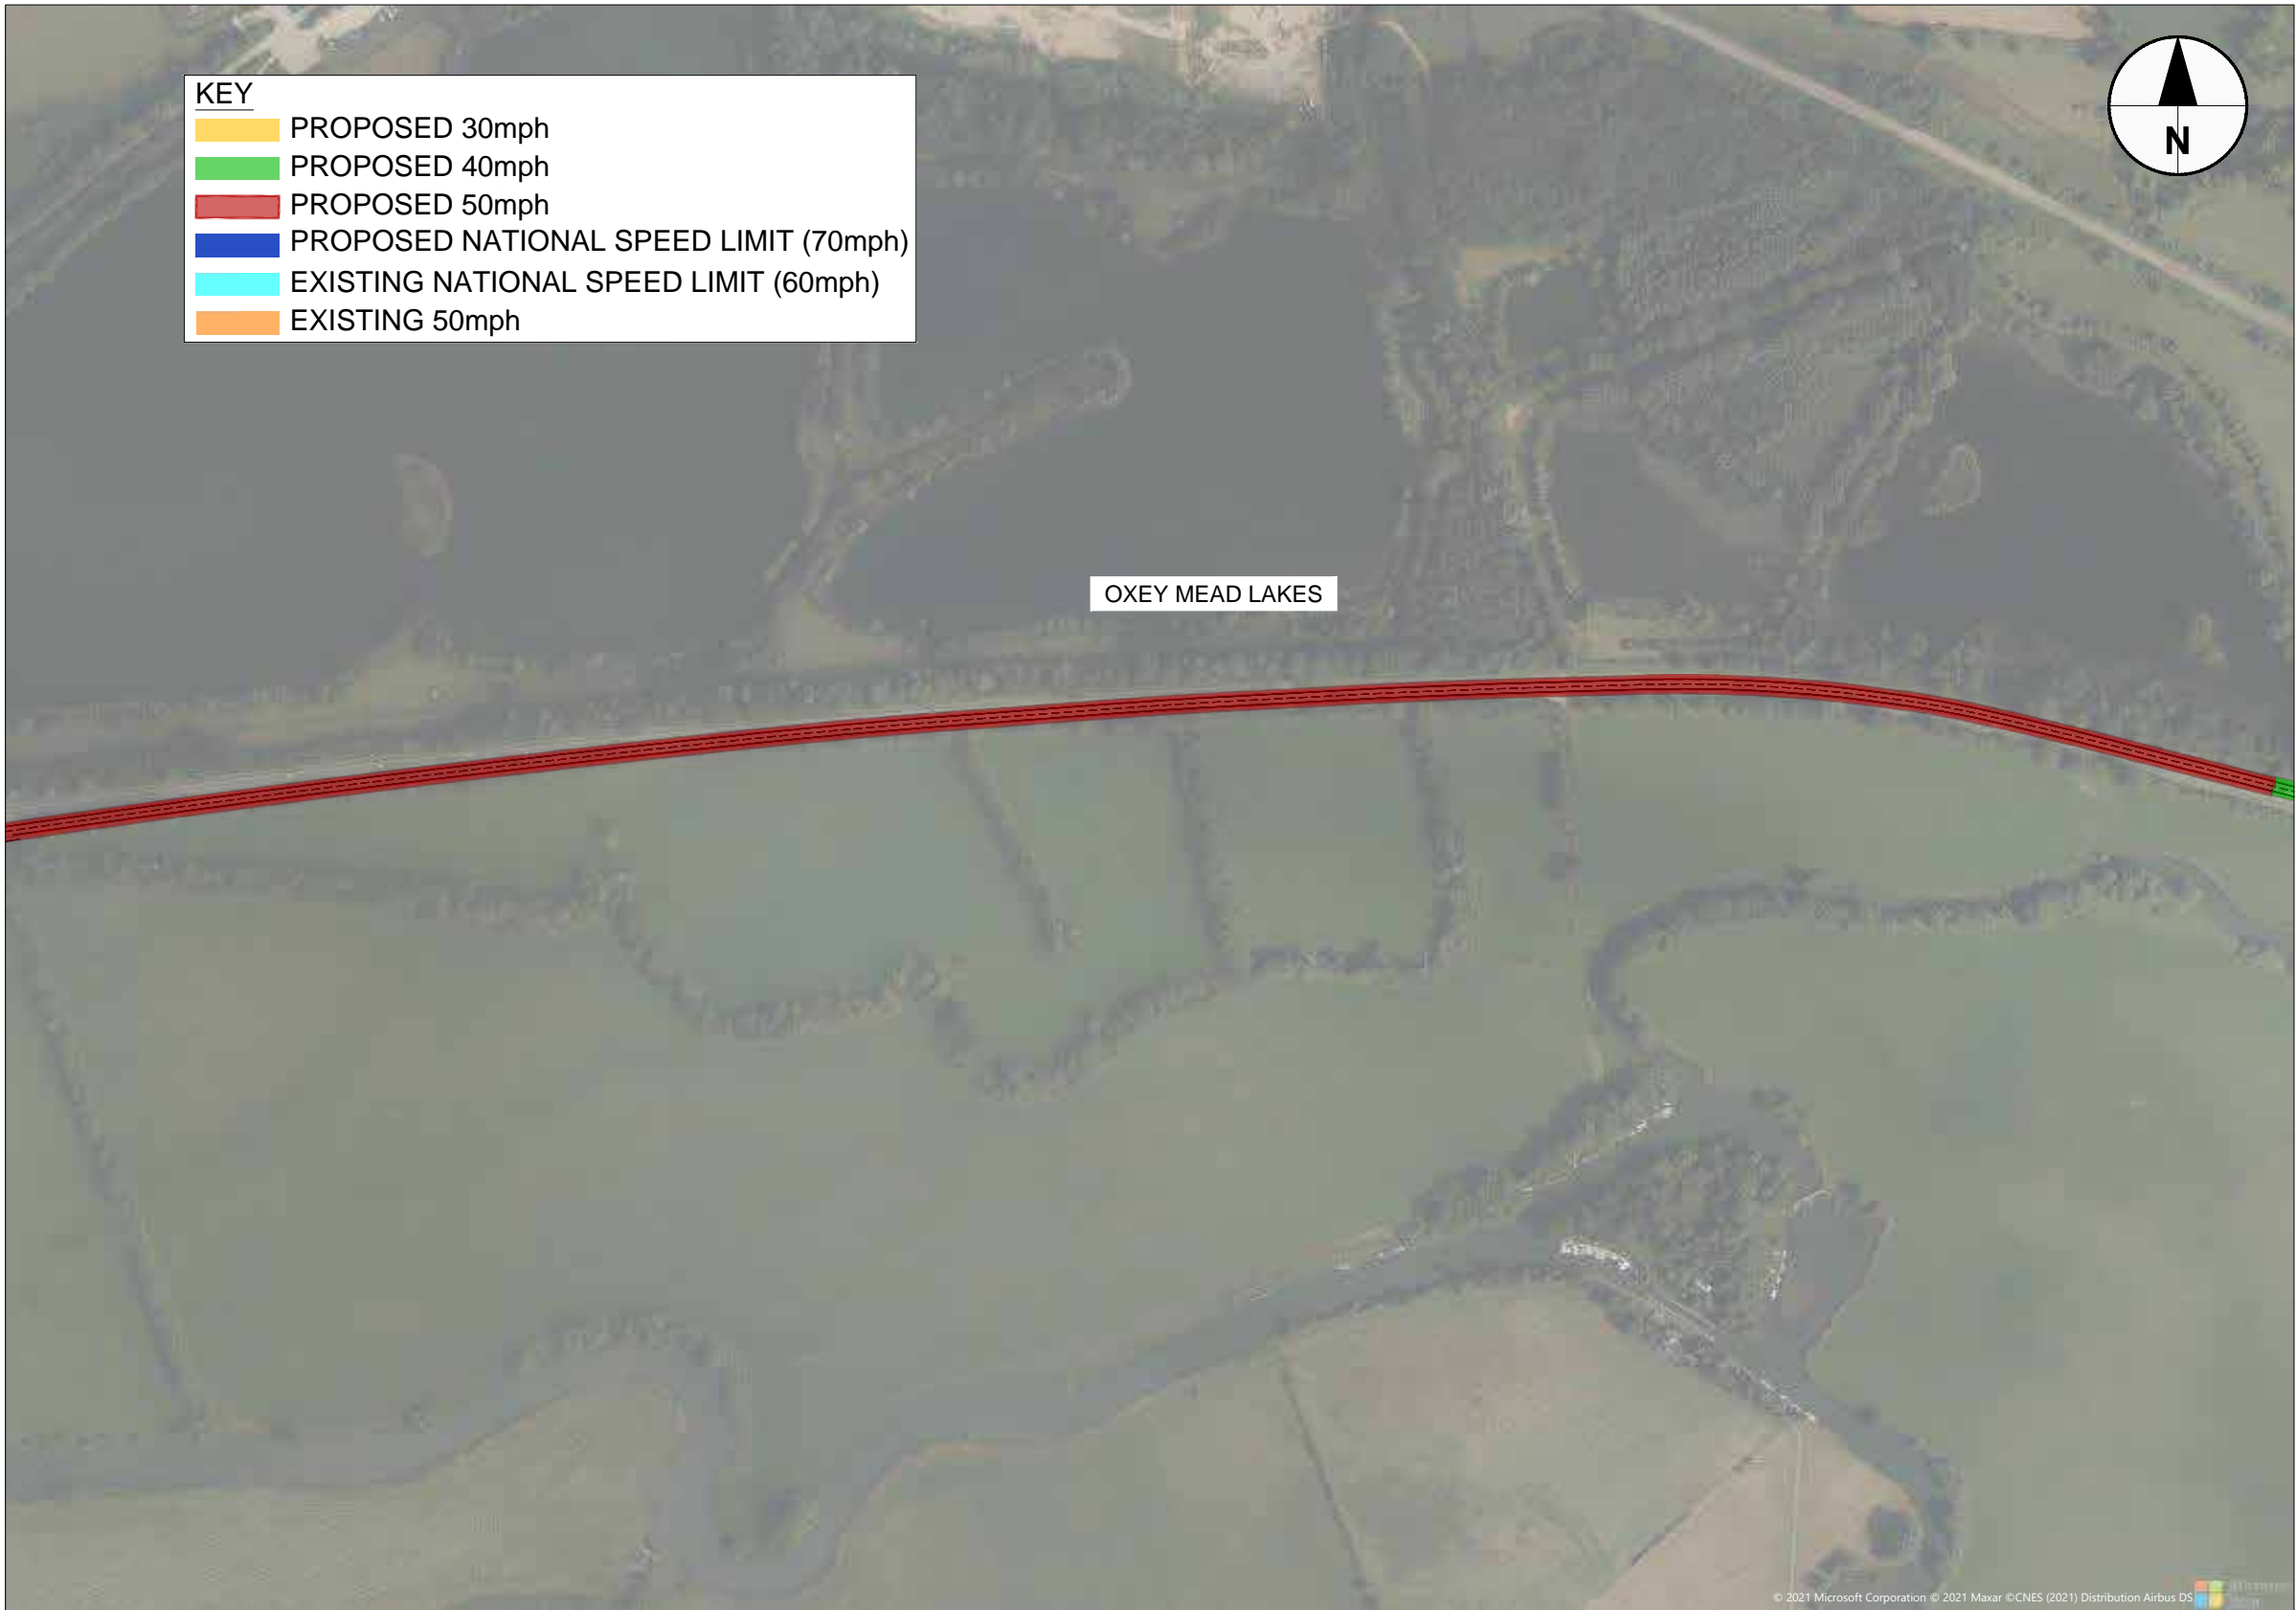 KEY
PROPOSED 30mph
PROPOSED 40mph
PROPOSED 50mph
PROPOSED NATIONAL SPEED LIMIT (70mph)
EXISTING NATIONAL SPEED LIMIT (60mph)
EXISTING 50mph
N
OXEY MEAD LAKES
© 2021 Microsoft Corporation © 2021 Maxar ©CNES (2021) Distribution Airbus DS